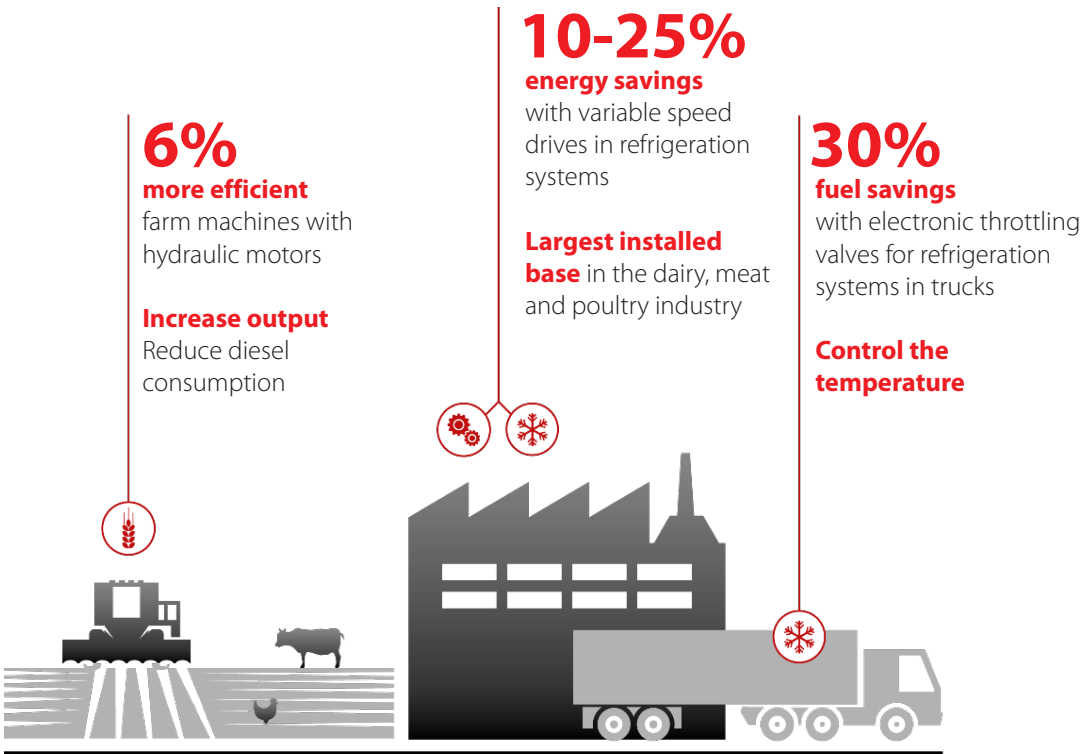 6%
more efficient
farm machines with
hydraulic motors
Increase output
Reduce diesel
consumption
10-25%
energy savings
with variable speed
drives in refrigeration
systems
Largest installed
base in the dairy, meat
and poultry industry
30%
fuel savings
with electronic throttling
valves for refrigeration
systems in trucks
Control the
temperature